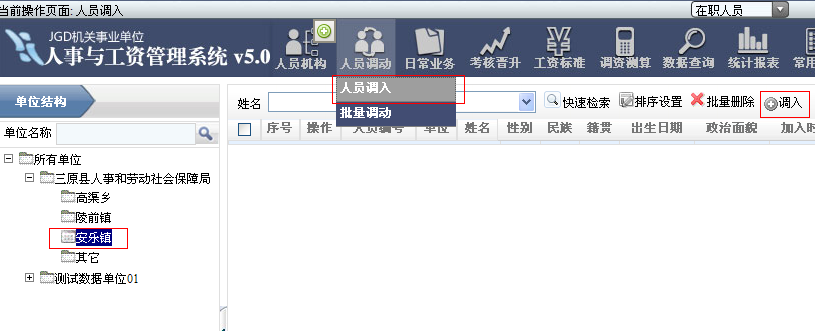 当前操作页面: 人员调入
在职人员
JGD机关事业单位
人事与工资管理系统 v5.0
人员机构
人员调动
日常业务
考核晋升
工资标准
调资测算
数据查询
统计报表
常用
人员调入
批量调动
单位结构
单位名称
所有单位
三原县人事和劳动社会保障局
高渠乡
陵前镇
安乐镇
其它
测试数据单位01
姓名
快速检索
排序设置
批量删除
调入
序号 操作 人员编号 单位 姓名 性别 民族 籍贯 出生日期 政治面貌 加入时